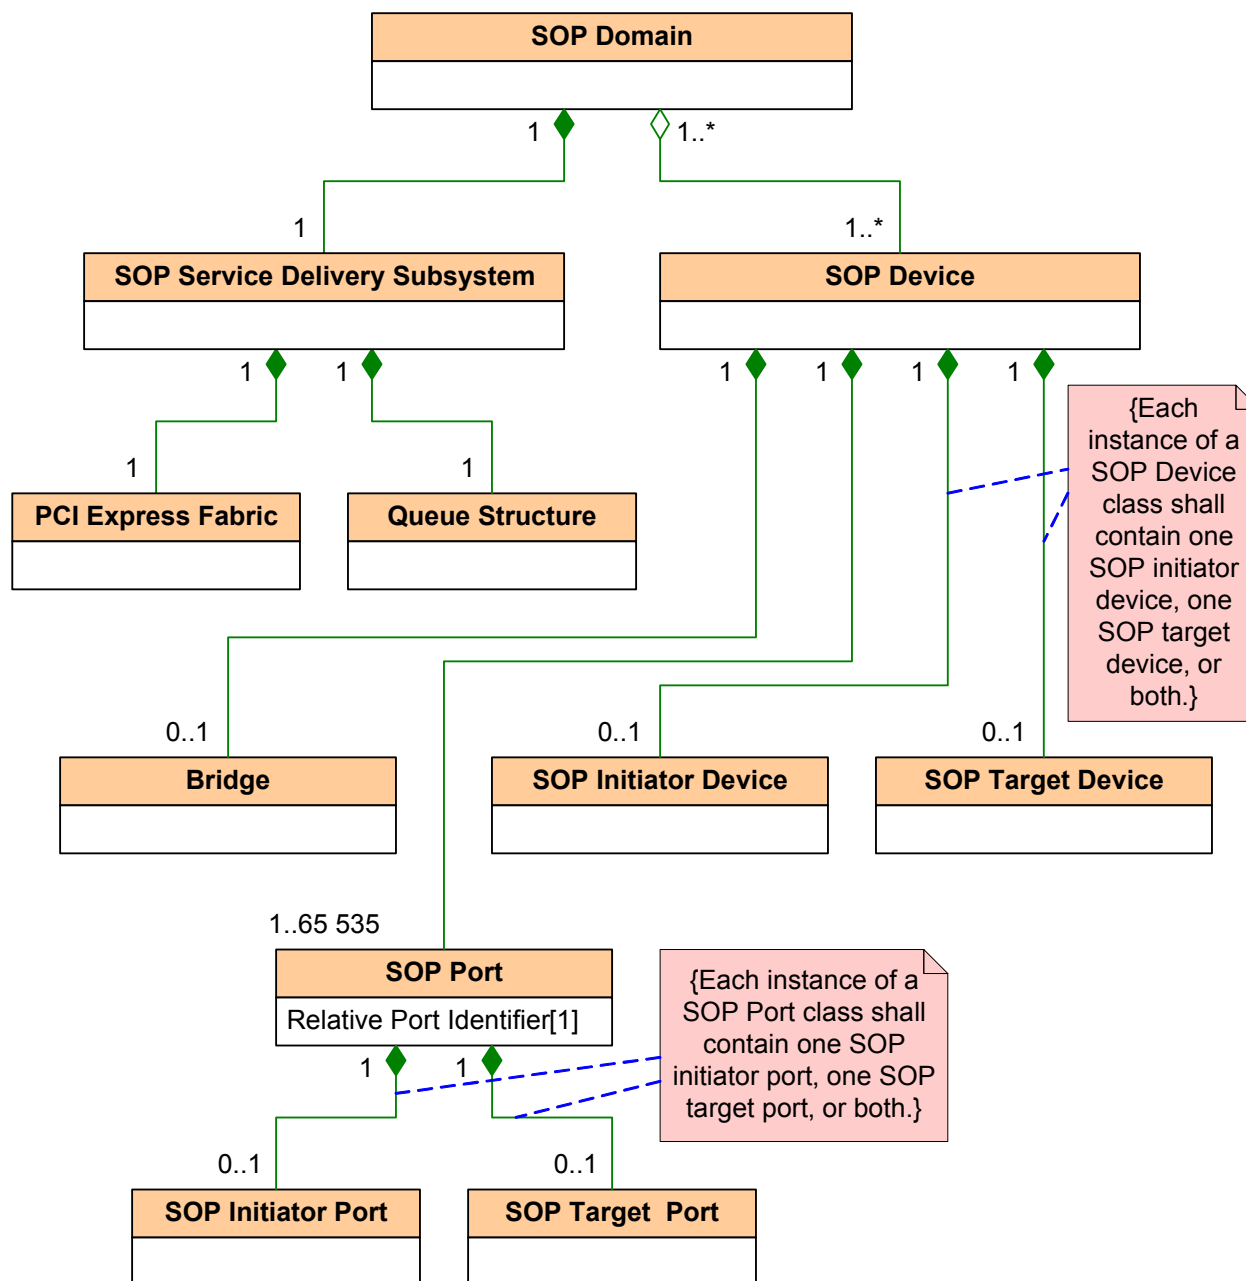 SOP Domain
1
1..*
1
1..*
SOP Service Delivery Subsystem
SOP Device
1
1
1
1
1
1
{Each
instance of a
SOP Device
class shall
contain one
SOP initiator
device, one
SOP target
device, or
both.}
1
1
PCI Express Fabric
Queue Structure
0..1
0..1
0..1
Bridge
SOP Initiator Device
SOP Target Device
1..65 535
SOP Port
Relative Port Identifier[1]
{Each instance of a
SOP Port class shall
contain one SOP
initiator port, one SOP
target port, or both.}
1
1
0..1
0..1
SOP Initiator Port
SOP Target  Port